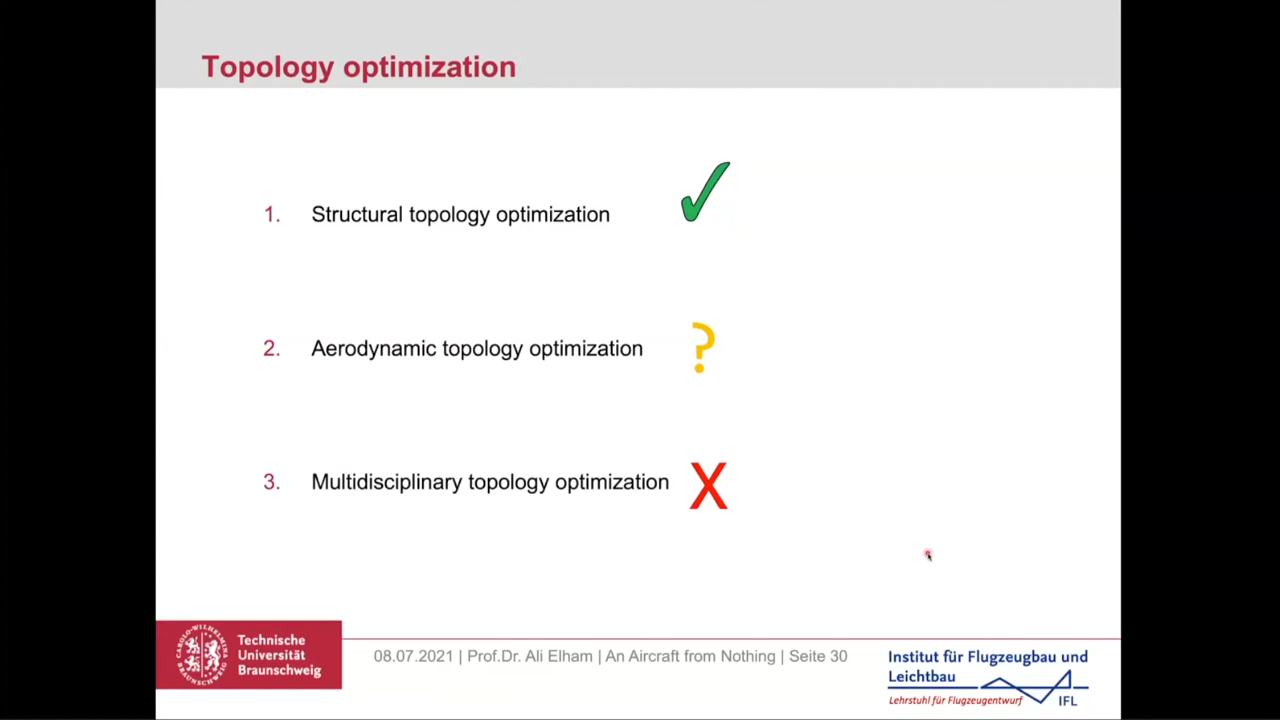 Topology optimization
1. Structural topology optimization
2. Aerodynamic topology optimization
?
3. Multidisciplinary topology optimization X
Technische
Universität
Braunschweig
08.07.2021 | Prof.Dr. Ali Elham | An Aircraft from Nothing | Seite 30
Institut für Flugzeugbau und
Leichtbau
Lehrstuhl für Flugzeugentwurf
IFL